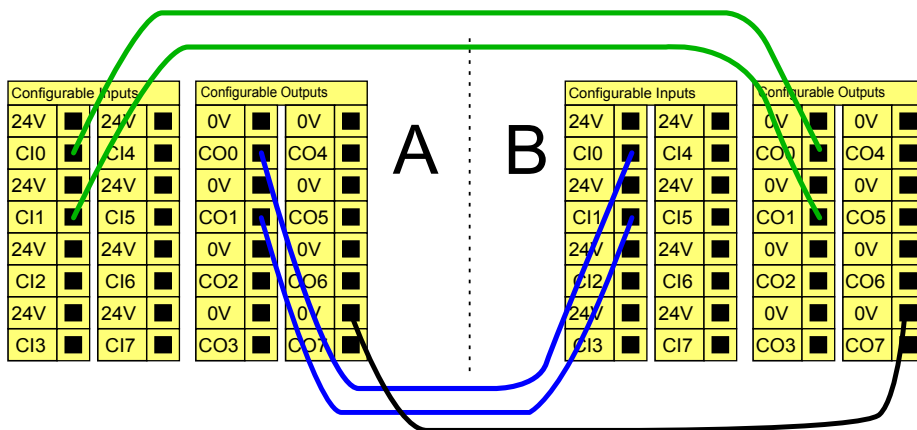 Configurable Inputs
24V 24V
CI0 CI4
24V 24V
CI1 CI5
24V 24V
CI2 CI6
24V 24V
CI3 CI7
Configurable Outputs
0V 0V
CO0 CO4
0V 0V
CO1 CO5
0V 0V
CO2 CO6
0V 0V
CO3 CO7
A
B
Configurable Inputs
24V 24V
CI0 CI4
24V 24V
CI1 CI5
24V 24V
CI2 CI6
24V 24V
CI3 CI7
Configurable Outputs
0V 0V
CO0 CO4
0V 0V
CO1 CO5
0V 0V
CO2 CO6
0V 0V
CO3 CO7